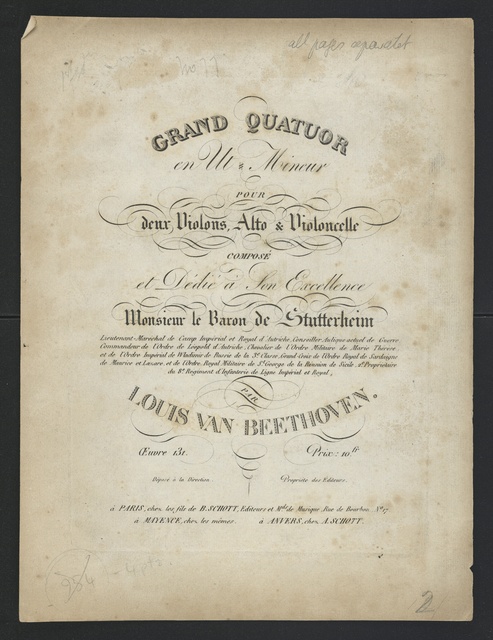 all pages separated
GRAND QUATUOR
en Ut # Mineur
POUR
deux Violons, Alto & Violoncelle
COMPOSÉ
et Dédié à Son Excellence
Monsieur le Baron de Stutterheim
Lieutenant-Maréchal de Camp Impérial et Royal d'Autriche, Conseiller Aulique actuel de Guerre
Commandeur de l'Ordre de Léopold d'Autriche, Chevalier de l'Ordre Militaire de Marie Thérèse,
et de l'Ordre Impérial de Wladimir de Russie de la 3e Classe, Grand-Croix de l'Ordre Royal de Sardaigne
de Maurice et Lazare et de l'Ordre Royal Militaire de St George de la Réunion de Sicile, 2d Propriétaire
du 8e Régiment d'Infanterie de Ligne Impérial et Royal,
PAR
LOUIS VAN BEETHOVEN.
Œuvre 131. Prix: 10 fr
Déposé à la Direction. Propriété des Editeurs.
à PARIS, chez les fils de B. SCHOTT, Editeurs et Mds de Musique, Rue de Bourbon, No 17
à MAYENCE, chez les mêmes. à ANVERS, chez A. SCHOTT.
2